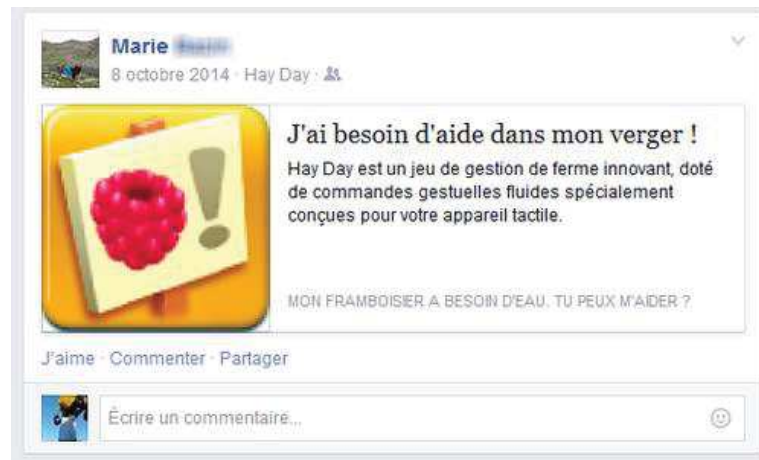 Marie
8 octobre 2014 · Hay Day ·
J'ai besoin d'aide dans mon verger !
Hay Day est un jeu de gestion de ferme innovant, doté
de commandes gestuelles fluides spécialement
conçues pour votre appareil tactile.
MON FRAMBOISIER A BESOIN D'EAU. TU PEUX M'AIDER ?
J'aime · Commenter · Partager
Écrire un commentaire...